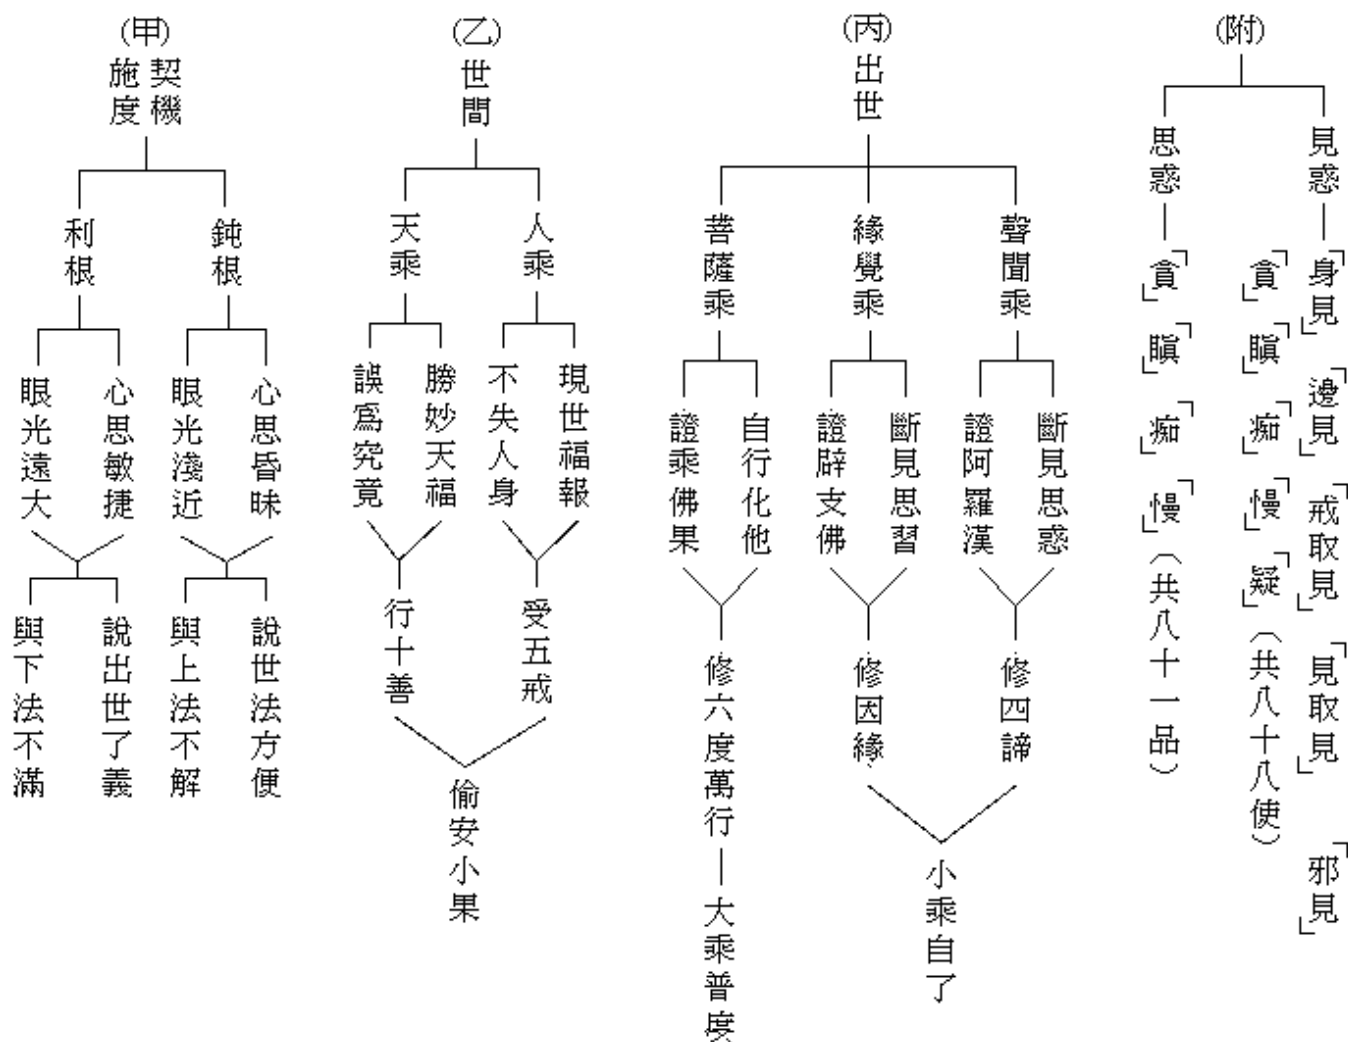 (甲)
契機
施度
鈍根
心思昏昧
眼光淺近
說世法方便
與上法不解
利根
心思敏捷
眼光遠大
說出世了義
與下法不滿
(乙)
世間
人乘
現世福報
不失人身
受五戒
天乘
勝妙天福
誤爲究竟
行十善
偷安小果
(丙)
出世
聲聞乘
斷見思惑
證阿羅漢
修四諦
緣覺乘
斷見思習
證辟支佛
修因緣
小乘自了
菩薩乘
自行化他
證乘佛果
修六度萬行—大乘普度
(附)
見惑—「身見」「邊見」「戒取見」「見取見」「邪見」
「貪」「瞋」「痴」「慢」「疑」(共八十八使)
思惑—「貪」「瞋」「痴」「慢」(共八十一品)